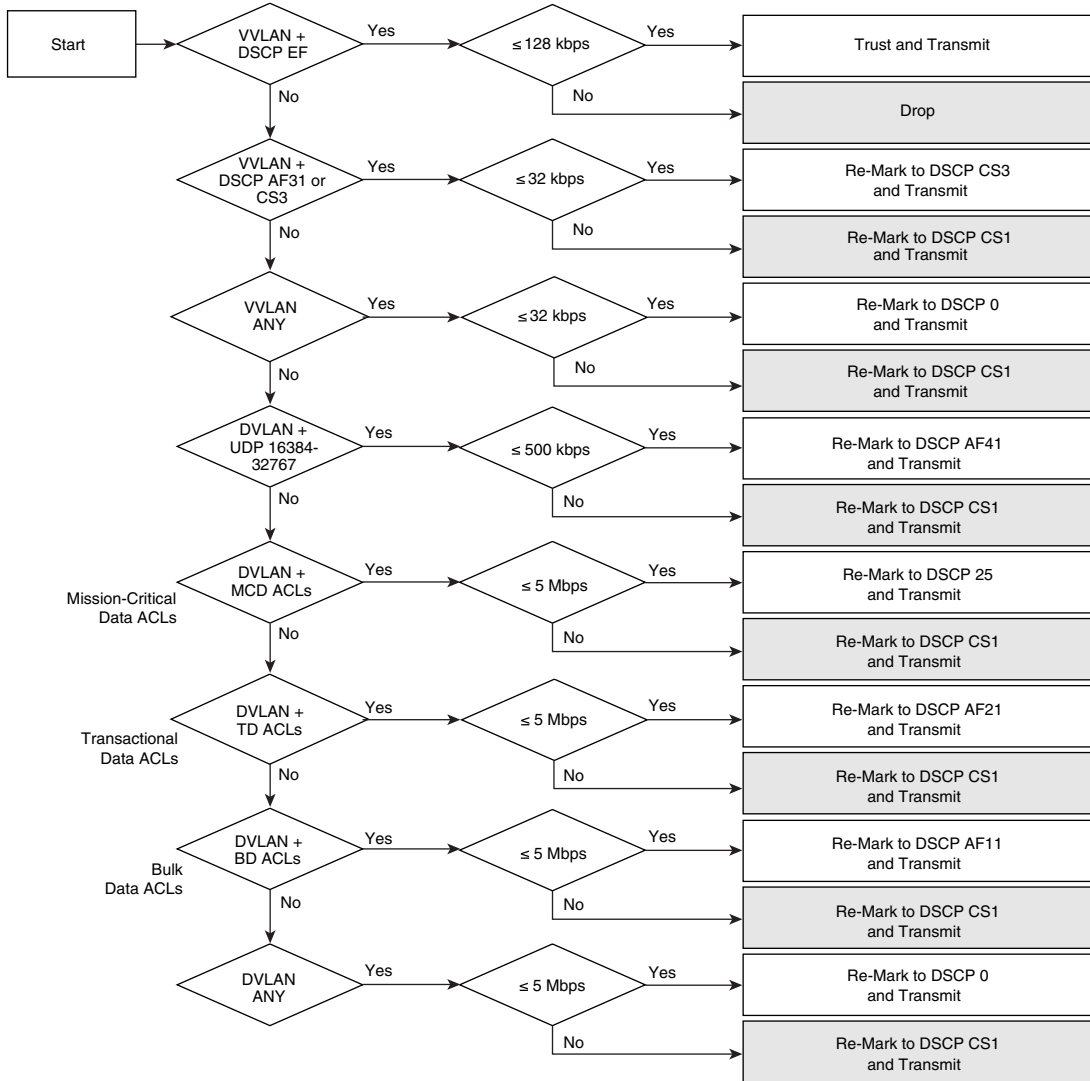 Start
VVLAN +
DSCP EF
Yes
≤ 128 kbps
Yes
Trust and Transmit
No
No
Drop
VVLAN +
DSCP AF31 or
CS3
Yes
≤ 32 kbps
Yes
Re-Mark to DSCP CS3
and Transmit
No
No
Re-Mark to DSCP CS1
and Transmit
VVLAN
ANY
Yes
≤ 32 kbps
Yes
Re-Mark to DSCP 0
and Transmit
No
No
Re-Mark to DSCP CS1
and Transmit
DVLAN +
UDP 16384-
32767
Yes
≤ 500 kbps
Yes
Re-Mark to DSCP AF41
and Transmit
No
No
Re-Mark to DSCP CS1
and Transmit
Mission-Critical
Data ACLs
DVLAN +
MCD ACLs
Yes
≤ 5 Mbps
Yes
Re-Mark to DSCP 25
and Transmit
No
No
Re-Mark to DSCP CS1
and Transmit
Transactional
Data ACLs
DVLAN +
TD ACLs
Yes
≤ 5 Mbps
Yes
Re-Mark to DSCP AF21
and Transmit
No
No
Re-Mark to DSCP CS1
and Transmit
Bulk
Data ACLs
DVLAN +
BD ACLs
Yes
≤ 5 Mbps
Yes
Re-Mark to DSCP AF11
and Transmit
No
No
Re-Mark to DSCP CS1
and Transmit
DVLAN
ANY
Yes
≤ 5 Mbps
Yes
Re-Mark to DSCP 0
and Transmit
No
Re-Mark to DSCP CS1
and Transmit